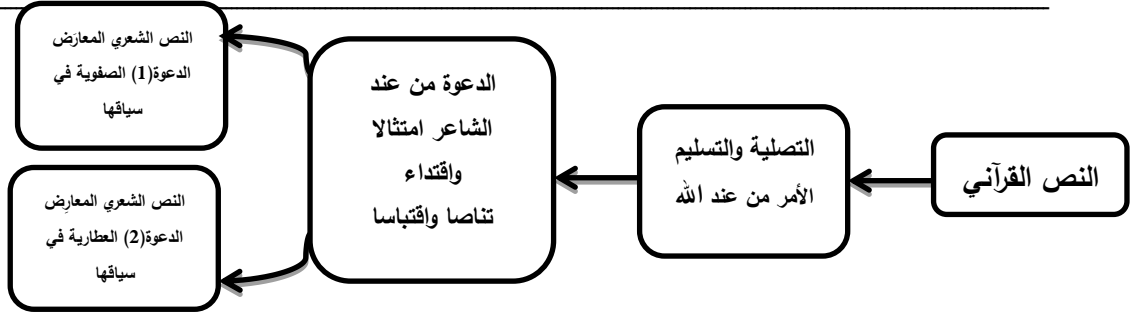 النص القرآني
التصلية والتسليم
الأمر من عند الله
الدعوة من عند
الشاعر امتثالا
واقتداء
تناصا واقتباسا
النص الشعري المعارَض
الدعوة(1) الصفوية في
سياقها
النص الشعري المعارِض
الدعوة(2) العطارية في
سياقها